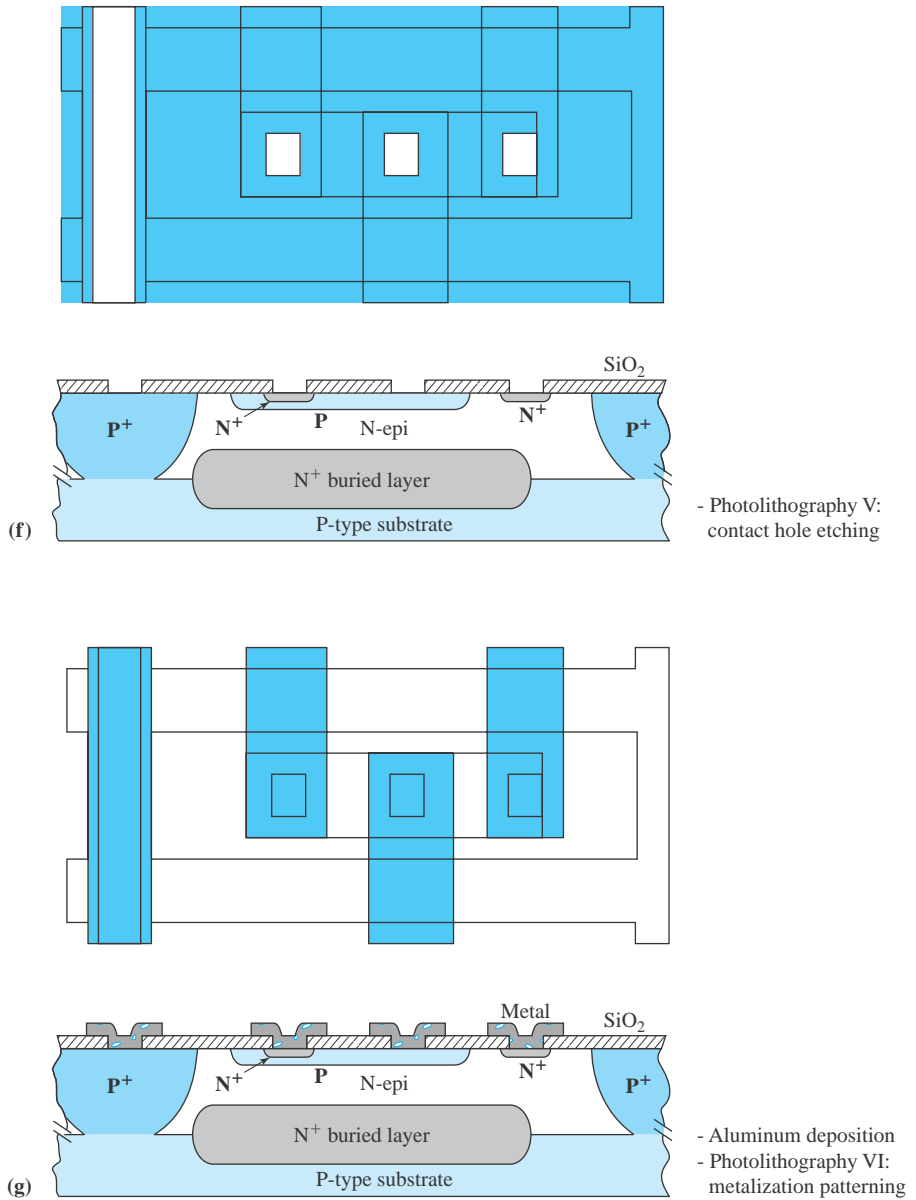 SiO₂
P⁺
N⁺
P
N-epi
N⁺
P⁺
N⁺ buried layer
P-type substrate
(f)
- Photolithography V:
contact hole etching
Metal
SiO₂
P⁺
N⁺
P
N-epi
N⁺
P⁺
N⁺ buried layer
P-type substrate
(g)
- Aluminum deposition
- Photolithography VI:
metalization patterning